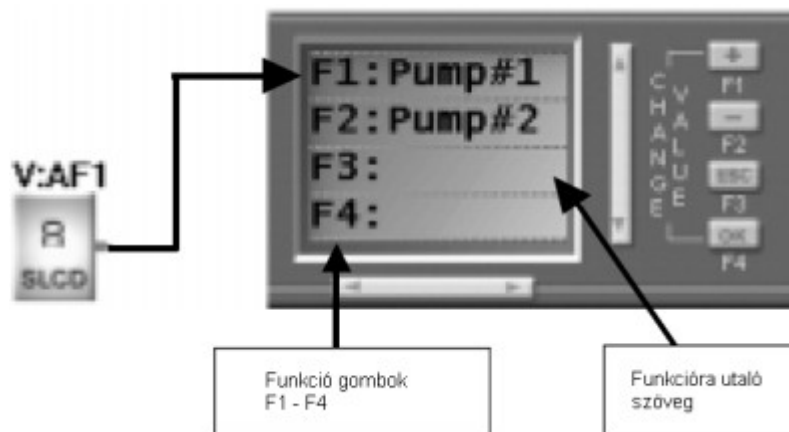 F1:Pump#1
F2:Pump#2
F3:
F4:
V:AF1
A
SLCD
CHANGE
VALUE
+
F1
-
F2
ESC
F3
OK
F4
Funkció gombok
F1 - F4
Funkcióra utaló
szöveg